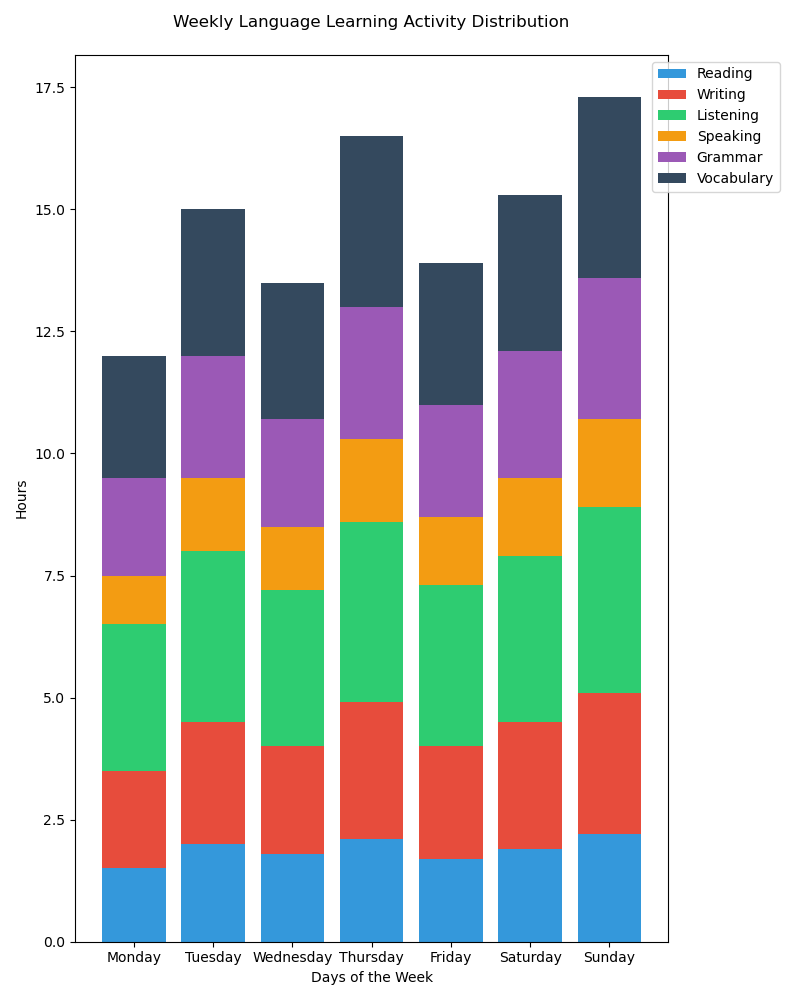 Weekly Language Learning Activity Distribution
Reading
Writing
Listening
Speaking
Grammar
Vocabulary
17.5
15.0
12.5
10.0
7.5
5.0
2.5
0.0
Hours
Monday Tuesday Wednesday Thursday Friday Saturday Sunday
Days of the Week